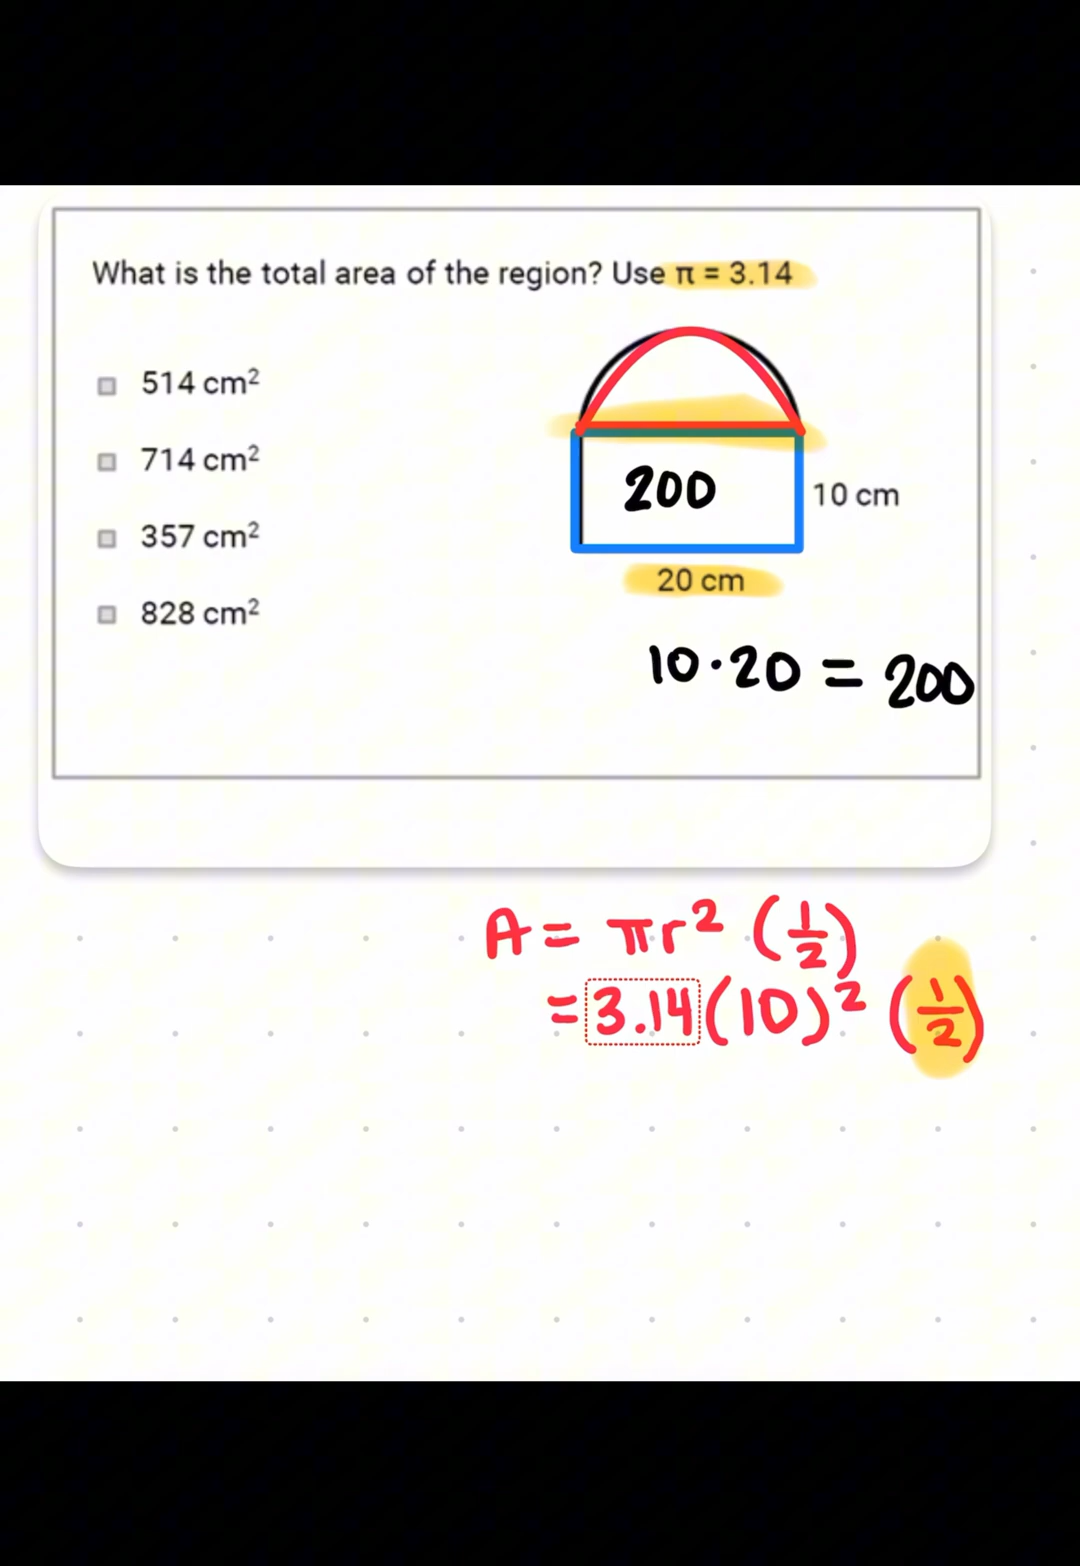 What is the total area of the region? Use π = 3.14
514 cm²
714 cm²
357 cm²
828 cm²
200
10 cm
20 cm
10·20 = 200
A = πr² (1/2)
= 3.14(10)² (1/2)